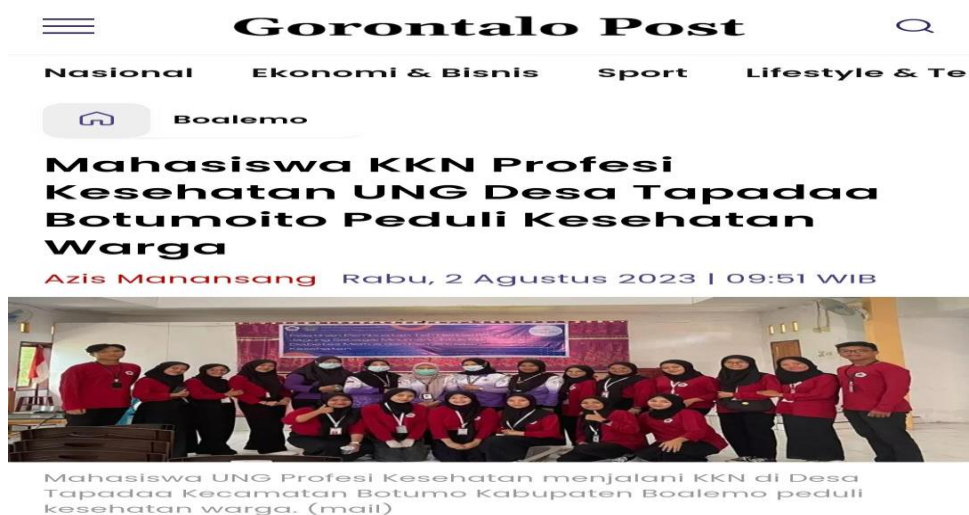 Gorontalo Post
Nasional Ekonomi & Bisnis Sport Lifestyle & Te
Boalemo
Mahasiswa KKN Profesi
Kesehatan UNG Desa Tapadaa
Botumoito Peduli Kesehatan
Warga
Azis Manansang Rabu, 2 Agustus 2023 | 09:51 WIB
Mahasiswa UNG Profesi Kesehatan menjalani KKN di Desa
Tapadaa Kecamatan Botumo Kabupaten Boalemo peduli
kesehatan warga. (mail)